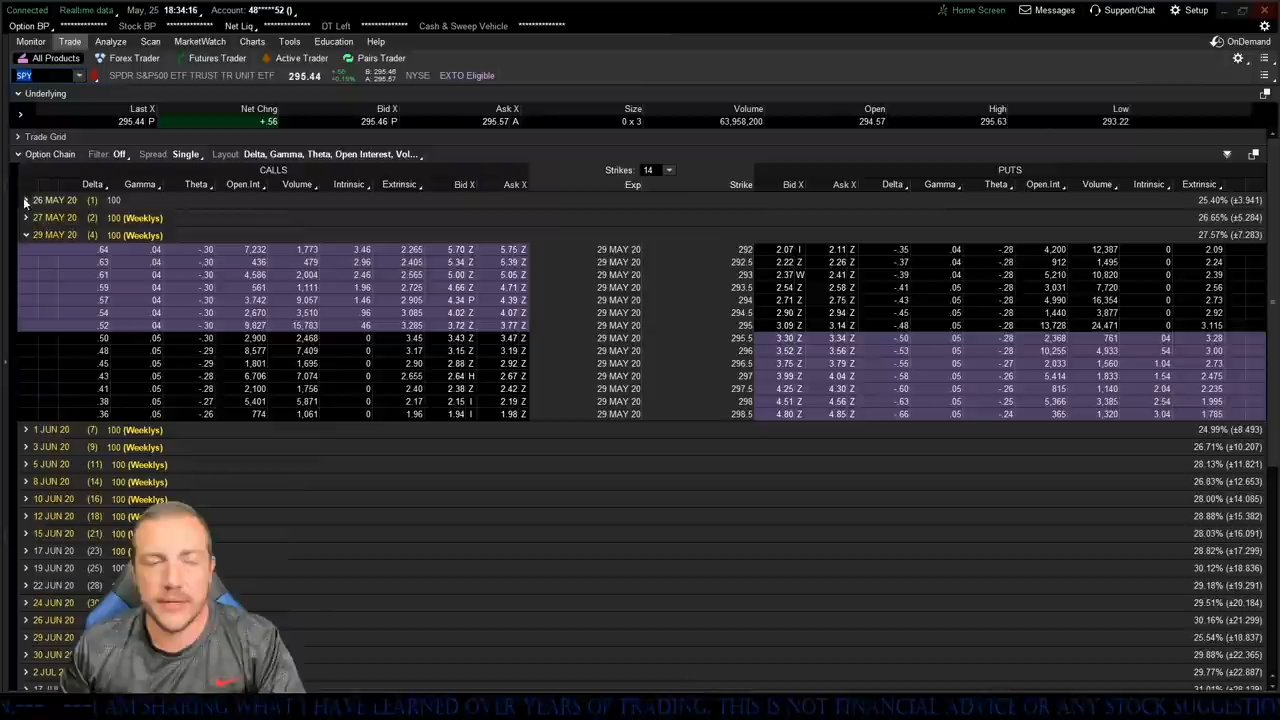 Connected Realtime data May, 25 18:34:16 Account: 48****52 () Home Screen Messages Support/Chat Setup
Option BP ************** Stock BP ************** Net Liq ************** DT Left ************** Cash & Sweep Vehicle **************
Monitor Trade Analyze Scan MarketWatch Charts Tools Education Help OnDemand
All Products Forex Trader Futures Trader Active Trader Pairs Trader
SPY SPDR S&P500 ETF TRUST TR UNIT ETF 295.44 B: 295.46 A: 295.57 NYSE EXTO Eligible
Underlying
Last X Net Chng Bid X Ask X Size Volume Open High Low
295.44 P +.56 295.46 P 295.57 A 0 x 3 63,958,200 294.57 295.63 293.22
Trade Grid
Option Chain Filter: Off Spread Single Layout Delta, Gamma, Theta, Open Interest, Vol...
CALLS Strikes: 14 PUTS
Delta Gamma Theta Open.Int Volume Intrinsic Extrinsic Bid X Ask X Exp Strike Bid X Ask X Delta Gamma Theta Open.Int Volume Intrinsic Extrinsic
26 MAY 20 (1) 100 25.40% (±3.941)
27 MAY 20 (2) 100 (Weeklys) 26.65% (±5.284)
29 MAY 20 (4) 100 (Weeklys) 27.57% (±7.283)
.64 .04 -.30 7,232 1,773 3.46 2.265 5.70 Z 5.75 Z 29 MAY 20 292 2.07 I 2.11 Z -.35 .04 -.28 4,200 12,387 0 2.09
.63 .04 -.30 436 479 2.96 2.405 5.34 Z 5.39 Z 29 MAY 20 292.5 2.22 Z 2.26 Z -.37 .04 -.28 912 1,495 0 2.24
.61 .04 -.30 4,586 2,004 2.46 2.565 5.00 Z 5.05 Z 29 MAY 20 293 2.37 W 2.41 Z -.39 .04 -.28 5,210 10,820 0 2.39
.59 .04 -.30 561 1,111 1.96 2.725 4.66 Z 4.71 Z 29 MAY 20 293.5 2.54 Z 2.58 Z -.41 .04 -.28 3,031 7,720 0 2.56
.57 .04 -.30 3,742 9,057 1.46 2.905 4.34 P 4.39 Z 29 MAY 20 294 2.71 Z 2.75 Z -.43 .04 -.28 4,990 16,354 0 2.73
.54 .04 -.30 2,670 3,510 .96 3.085 4.02 Z 4.07 Z 29 MAY 20 294.5 2.90 Z 2.94 Z -.45 .04 -.28 1,440 3,877 0 2.92
.52 .04 -.30 9,827 15,783 .46 3.285 3.72 Z 3.77 Z 29 MAY 20 295 3.09 Z 3.14 Z -.48 .04 -.28 13,728 24,471 0 3.115
.50 .05 -.30 2,900 2,468 0 3.45 3.43 Z 3.47 Z 29 MAY 20 295.5 3.30 Z 3.34 Z -.50 .04 -.28 2,368 761 .04 3.28
.48 .05 -.29 8,577 7,409 0 3.17 3.15 Z 3.19 Z 29 MAY 20 296 3.52 Z 3.56 Z -.53 .05 -.28 10,255 4,933 .54 3.00
.45 .05 -.29 1,801 1,695 0 2.90 2.88 Z 2.92 Z 29 MAY 20 296.5 3.75 Z 3.79 Z -.55 .05 -.27 2,033 1,560 1.04 2.73
.43 .05 -.28 6,706 7,074 0 2.655 2.64 H 2.67 Z 29 MAY 20 297 3.99 Z 4.04 Z -.58 .05 -.26 5,414 1,833 1.54 2.475
.41 .05 -.28 2,100 1,756 0 2.40 2.38 Z 2.42 Z 29 MAY 20 297.5 4.25 Z 4.30 Z -.60 .05 -.26 815 1,140 2.04 2.235
.38 .05 -.27 5,401 5,871 0 2.17 2.15 I 2.19 Z 29 MAY 20 298 4.51 Z 4.56 Z -.63 .05 -.25 5,366 3,385 2.54 1.995
.36 .05 -.26 774 1,061 0 1.96 1.94 I 1.98 Z 29 MAY 20 298.5 4.80 Z 4.85 Z -.66 .05 -.24 365 1,320 3.04 1.785
1 JUN 20 (7) 100 (Weeklys) 24.99% (±8.493)
3 JUN 20 (9) 100 (Weeklys) 26.71% (±10.207)
5 JUN 20 (11) 100 (Weeklys) 28.13% (±11.821)
8 JUN 20 (14) 100 (Weeklys) 26.83% (±12.653)
10 JUN 20 (16) 100 (Weeklys) 28.00% (±14.085)
12 JUN 20 (18) 100 28.88% (±15.382)
15 JUN 20 (21) 100 28.03% (±16.091)
17 JUN 20 (23) 100 28.82% (±17.299)
19 JUN 20 (25) 100 30.12% (±18.836)
22 JUN 20 (28) 29.18% (±19.291)
24 JUN 20 29.51% (±20.184)
26 JUN 20 30.16% (±21.299)
29 JUN 20 25.54% (±18.837)
30 JUN 29.88% (±22.365)
2 JUL 29.77% (±22.887)
I AM SHARING WHAT I HAVE LEARNED OVER YEARS OF TRADING, THIS IS NOT FINANCIAL ADVICE OR ANY STOCK SUGGESTIO